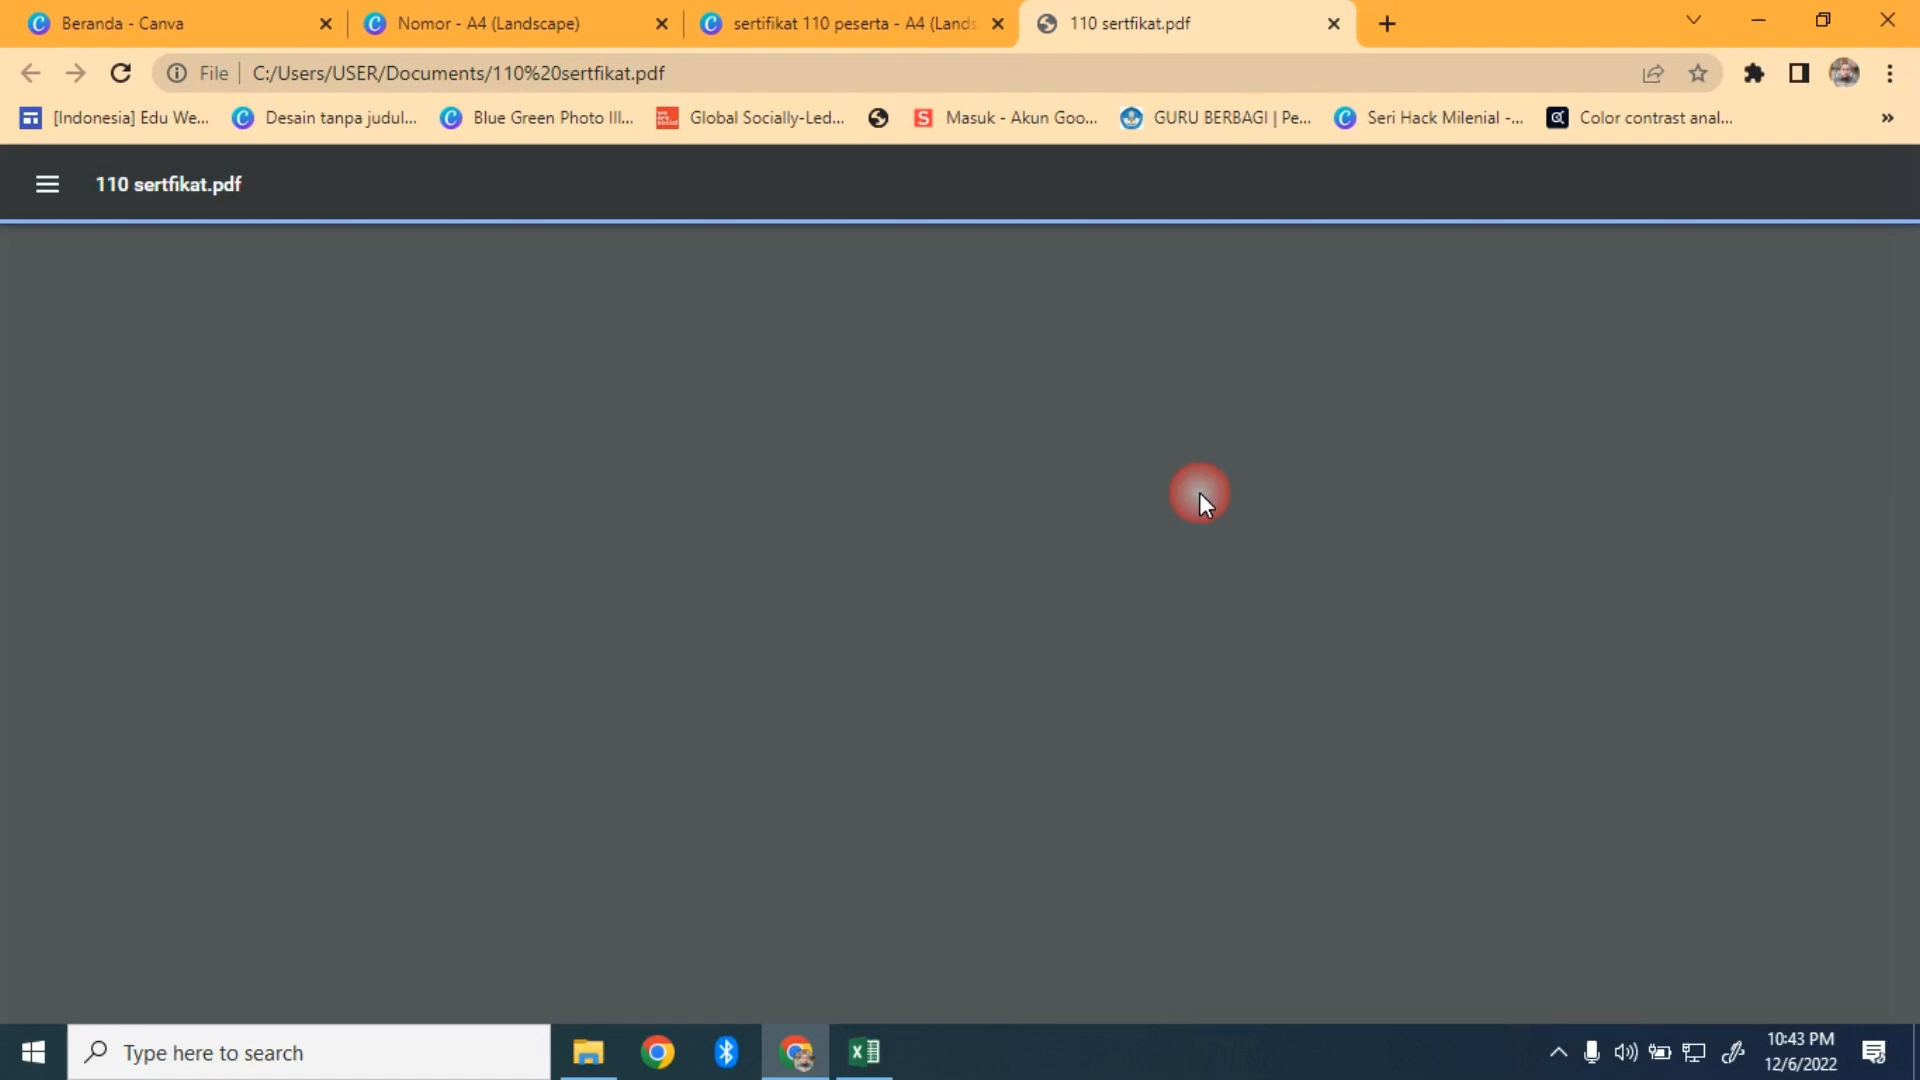 Beranda - Canva
Nomor - A4 (Landscape)
sertifikat 110 peserta - A4 (Lands
110 sertfikat.pdf
File
C:/Users/USER/Documents/110%20sertfikat.pdf
[Indonesia] Edu We...
Desain tanpa judul...
Blue Green Photo Ill...
Global Socially-Led...
Masuk - Akun Goo...
GURU BERBAGI | Pe...
Seri Hack Milenial -...
Color contrast anal...
110 sertfikat.pdf
Type here to search
10:43 PM
12/6/2022